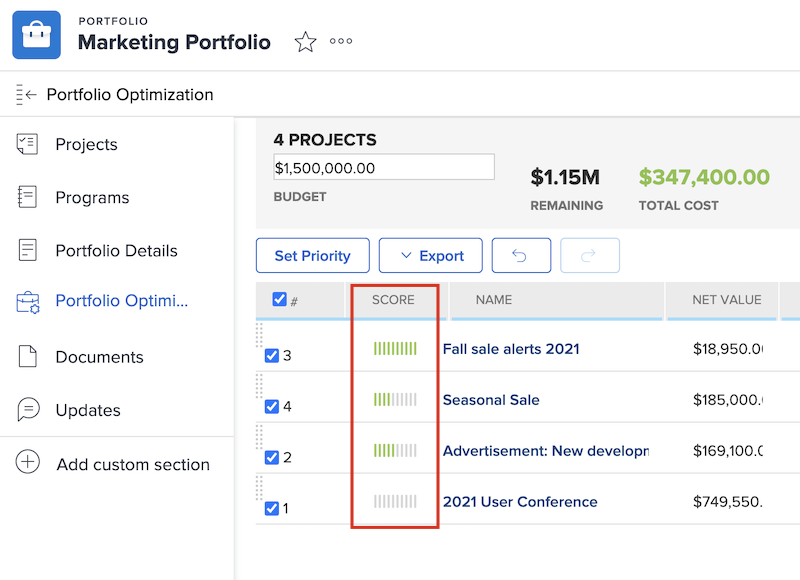 PORTFOLIO
Marketing Portfolio
Portfolio Optimization
Projects
Programs
Portfolio Details
Portfolio Optimi...
Documents
Updates
Add custom section
4 PROJECTS
$1,500,000.00
BUDGET
$1.15M
REMAINING
$347,400.00
TOTAL COST
Set Priority
Export
# SCORE NAME NET VALUE
3 Fall sale alerts 2021 $18,950.0
4 Seasonal Sale $185,000.
2 Advertisement: New developm $169,100.0
1 2021 User Conference $749,550.